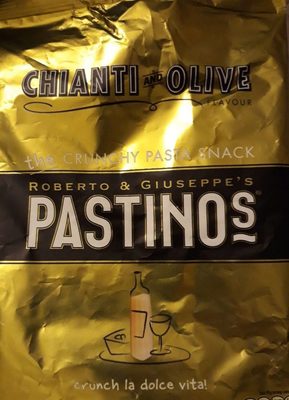 CHIANTI AND OLIVE
FLAVOUR
the CRUNCHY PASTA SNACK
ROBERTO & GIUSEPPE'S
PASTINOS®
crunch la dolce vita!